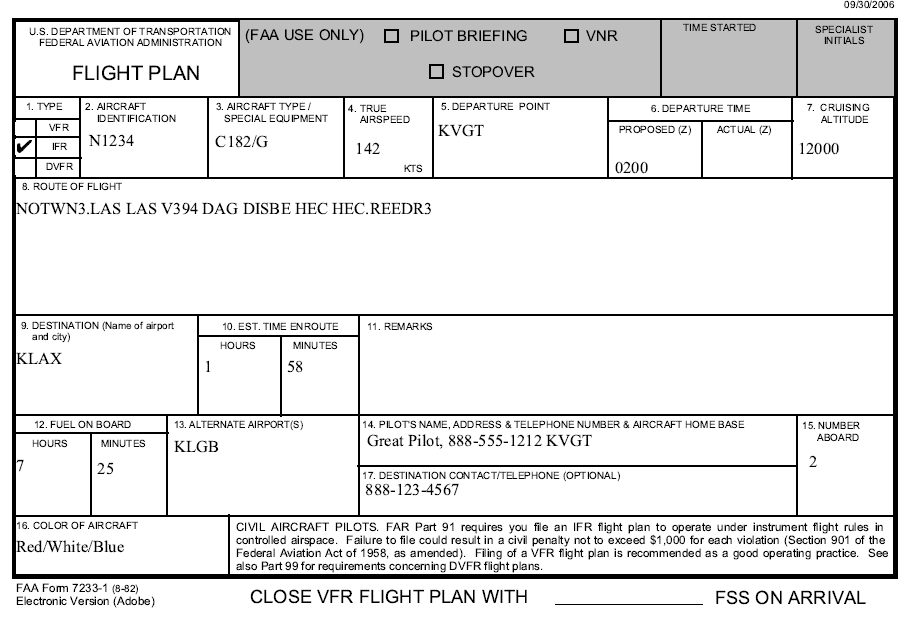 09/30/2006
U.S. DEPARTMENT OF TRANSPORTATION
FEDERAL AVIATION ADMINISTRATION
FLIGHT PLAN
(FAA USE ONLY) PILOT BRIEFING VNR
STOPOVER
TIME STARTED
SPECIALIST
INITIALS
1. TYPE
VFR
IFR
DVFR
2. AIRCRAFT
IDENTIFICATION
N1234
3. AIRCRAFT TYPE /
SPECIAL EQUIPMENT
C182/G
4. TRUE
AIRSPEED
142
KTS
5. DEPARTURE POINT
KVGT
6. DEPARTURE TIME
PROPOSED (Z)
0200
ACTUAL (Z)
7. CRUISING
ALTITUDE
12000
8. ROUTE OF FLIGHT
NOTWN3.LAS LAS V394 DAG DISBE HEC HEC.REEDR3
9. DESTINATION (Name of airport
and city)
KLAX
10. EST. TIME ENROUTE
HOURS
1
MINUTES
58
11. REMARKS
12. FUEL ON BOARD
HOURS
7
MINUTES
25
13. ALTERNATE AIRPORT(S)
KLGB
14. PILOT'S NAME, ADDRESS & TELEPHONE NUMBER & AIRCRAFT HOME BASE
Great Pilot, 888-555-1212 KVGT
17. DESTINATION CONTACT/TELEPHONE (OPTIONAL)
888-123-4567
15. NUMBER
ABOARD
2
16. COLOR OF AIRCRAFT
Red/White/Blue
CIVIL AIRCRAFT PILOTS. FAR Part 91 requires you file an IFR flight plan to operate under instrument flight rules in
controlled airspace. Failure to file could result in a civil penalty not to exceed $1,000 for each violation (Section 901 of the
Federal Aviation Act of 1958, as amended). Filing of a VFR flight plan is recommended as a good operating practice. See
also Part 99 for requirements concerning DVFR flight plans.
FAA Form 7233-1 (8-82)
Electronic Version (Adobe)
CLOSE VFR FLIGHT PLAN WITH FSS ON ARRIVAL